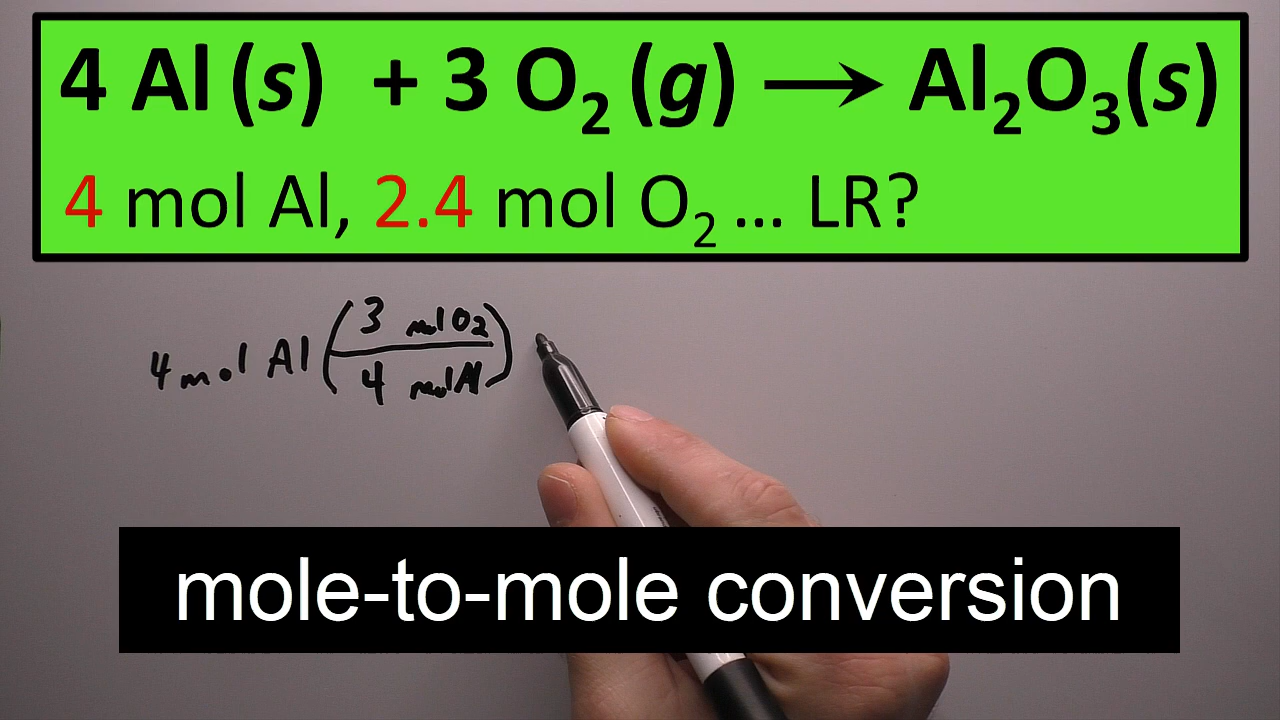 4 Al (s) + 3 O₂ (g) → Al₂O₃(s)
4 mol Al, 2.4 mol O₂ ... LR?
4 mol Al (3 mol O₂ / 4 mol Al)
mole-to-mole conversion